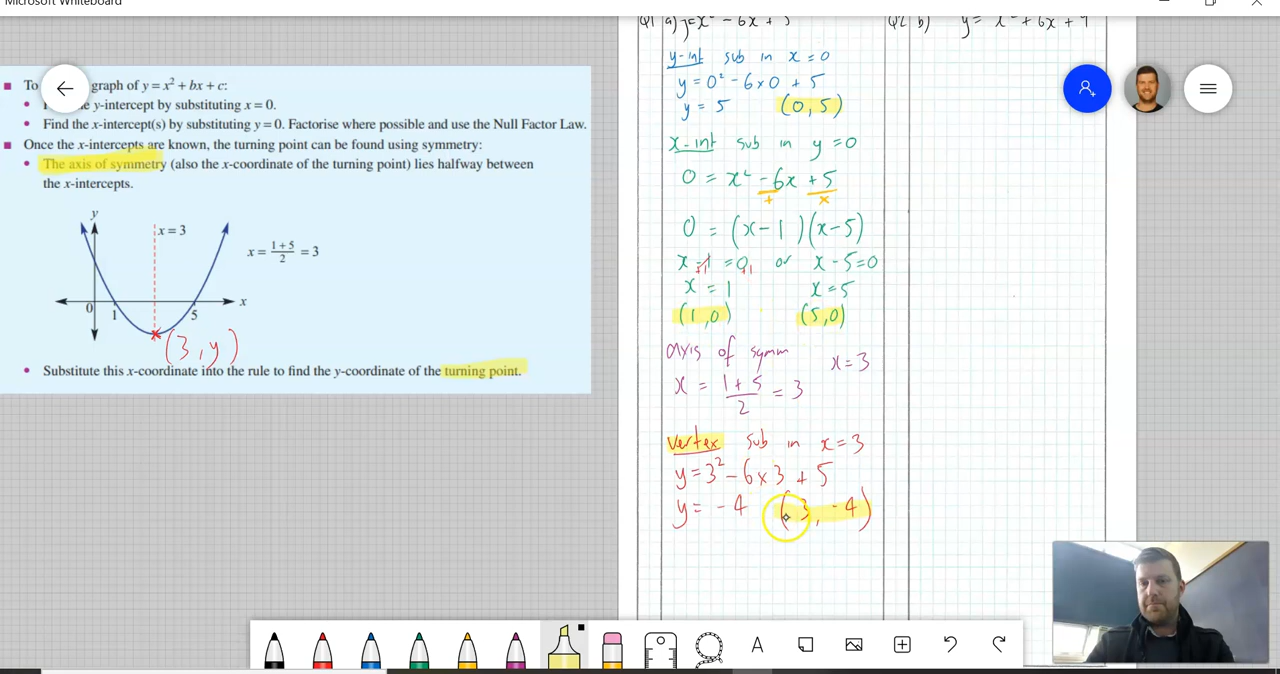 Microsoft Whiteboard
■ To graph of y = x² + bx + c:
• y-intercept by substituting x = 0.
• Find the x-intercept(s) by substituting y = 0. Factorise where possible and use the Null Factor Law.
■ Once the x-intercepts are known, the turning point can be found using symmetry:
• The axis of symmetry (also the x-coordinate of the turning point) lies halfway between
the x-intercepts.
y
x = 3
x = (1 + 5)/2 = 3
0 1 5 x
(3, y)
• Substitute this x-coordinate into the rule to find the y-coordinate of the turning point.
Q1 a) y = x² - 6x + 5
y-int sub in x = 0
y = 0² - 6 x 0 + 5
y = 5 (0, 5)
x-int sub in y = 0
0 = x² - 6x + 5
+ x
0 = (x - 1)(x - 5)
x - 1 = 0 or x - 5 = 0
+1 +1
x = 1 x = 5
(1, 0) (5, 0)
axis of symm x = 3
x = (1 + 5)/2 = 3
vertex sub in x = 3
y = 3² - 6 x 3 + 5
y = -4 (3, -4)
Q2 b) y = x² + 6x + 9
A